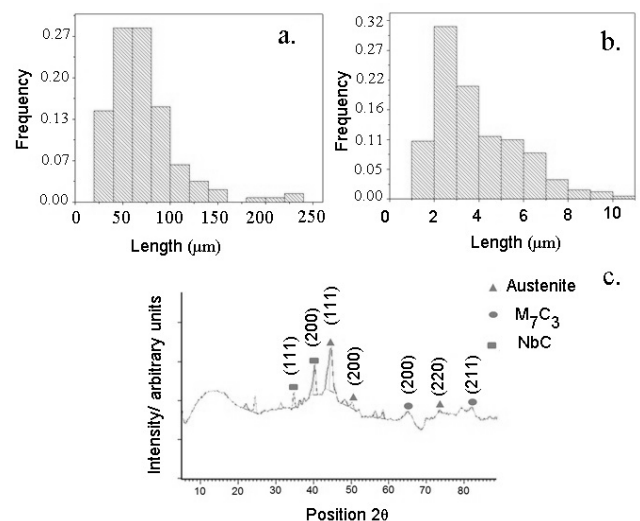 a.
Frequency
0.27
0.20
0.13
0.07
0.00
0 50 100 150 200 250
Length (μm)
b.
Frequency
0.32
0.27
0.22
0.16
0.11
0.05
0.00
0 2 4 6 8 10
Length (μm)
c.
Austenite
M7C3
NbC
Intensity/ arbitrary units
(111)
(200)
(111)
(200)
(200)
(220)
(211)
10 20 30 40 50 60 70 80
Position 2θ